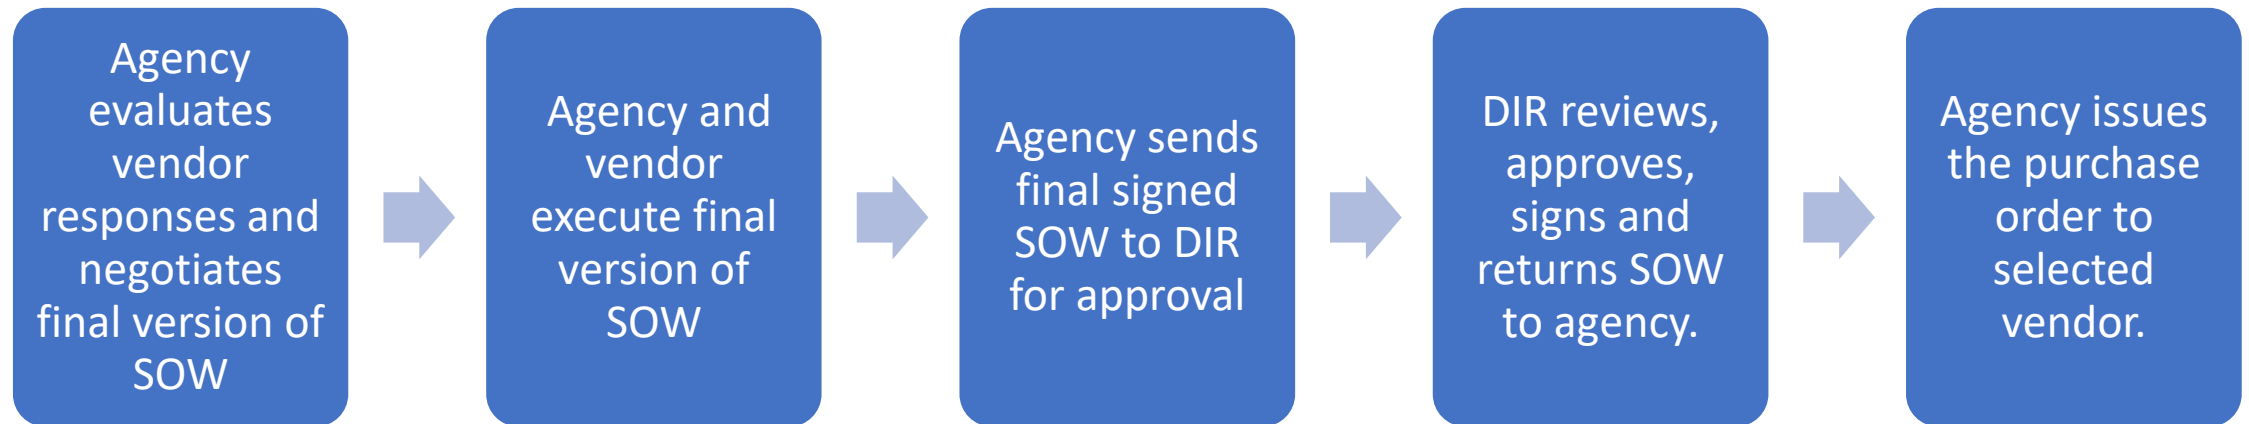 Agency
evaluates
vendor
responses and
negotiates
final version of
SOW
Agency and
vendor
execute final
version of
SOW
Agency sends
final signed
SOW to DIR
for approval
DIR reviews,
approves,
signs and
returns SOW
to agency.
Agency issues
the purchase
order to
selected
vendor.